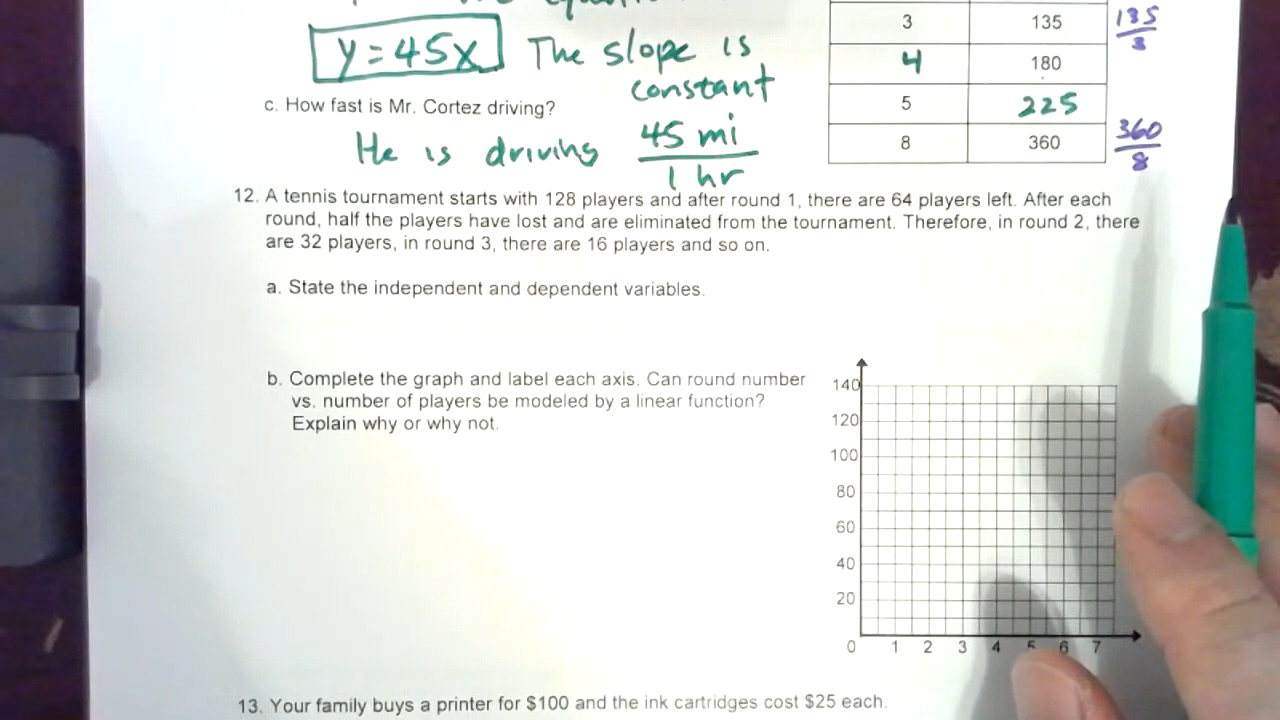 3 135 135/3
y = 45x The slope is
4 180
constant
c. How fast is Mr. Cortez driving?
5 225
He is driving 45 mi / 1 hr
8 360 360/8
12. A tennis tournament starts with 128 players and after round 1, there are 64 players left. After each
round, half the players have lost and are eliminated from the tournament. Therefore, in round 2, there
are 32 players, in round 3, there are 16 players and so on.
a. State the independent and dependent variables.
b. Complete the graph and label each axis. Can round number
vs. number of players be modeled by a linear function?
Explain why or why not.
140
120
100
80
60
40
20
0 1 2 3 4 5 6 7
13. Your family buys a printer for $100 and the ink cartridges cost $25 each.